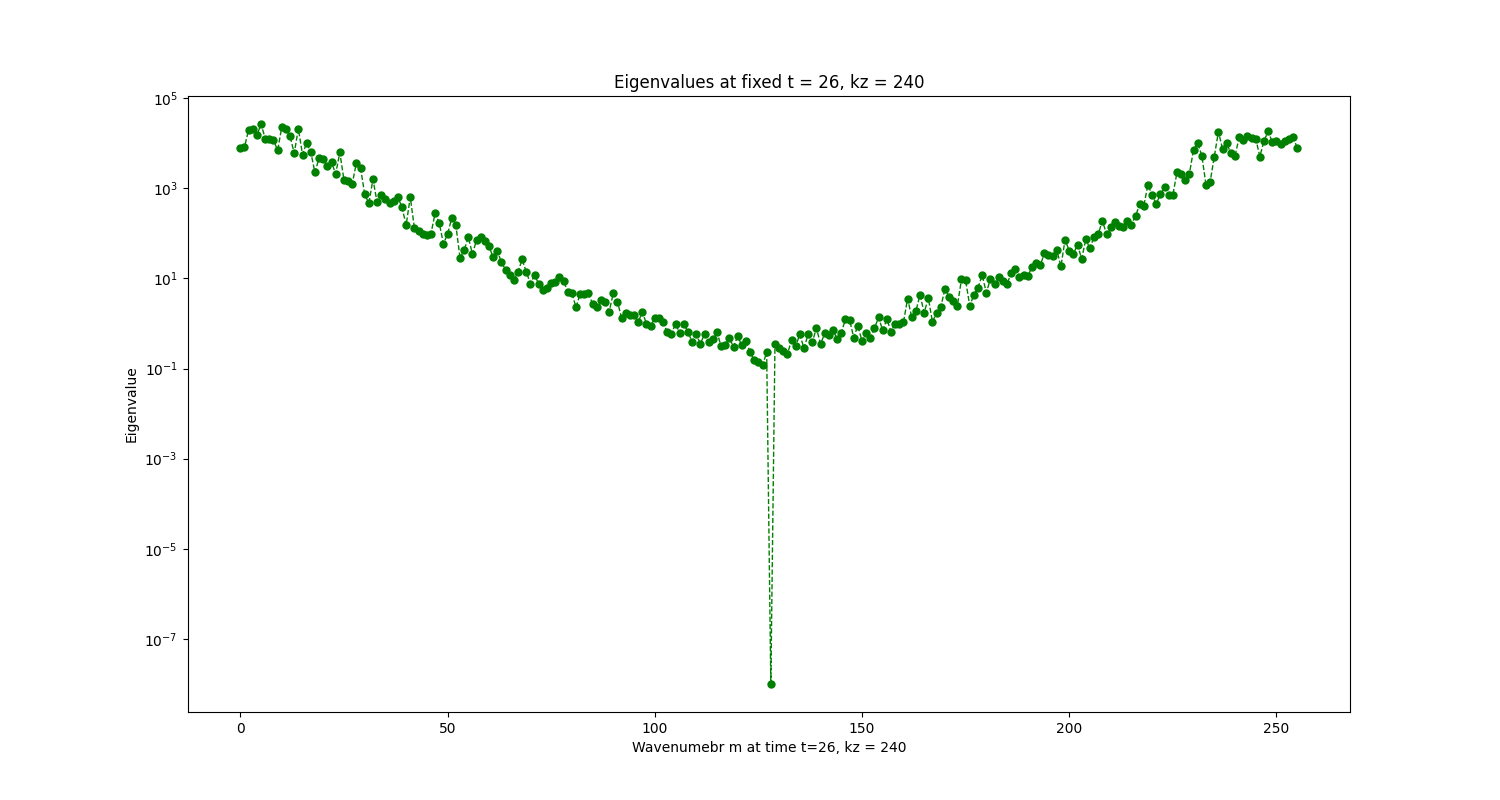 Eigenvalues at fixed t = 26, kz = 240
10^5
10^3
10^1
10^-1
10^-3
10^-5
10^-7
Eigenvalue
0 50 100 150 200 250
Wavenumebr m at time t=26, kz = 240